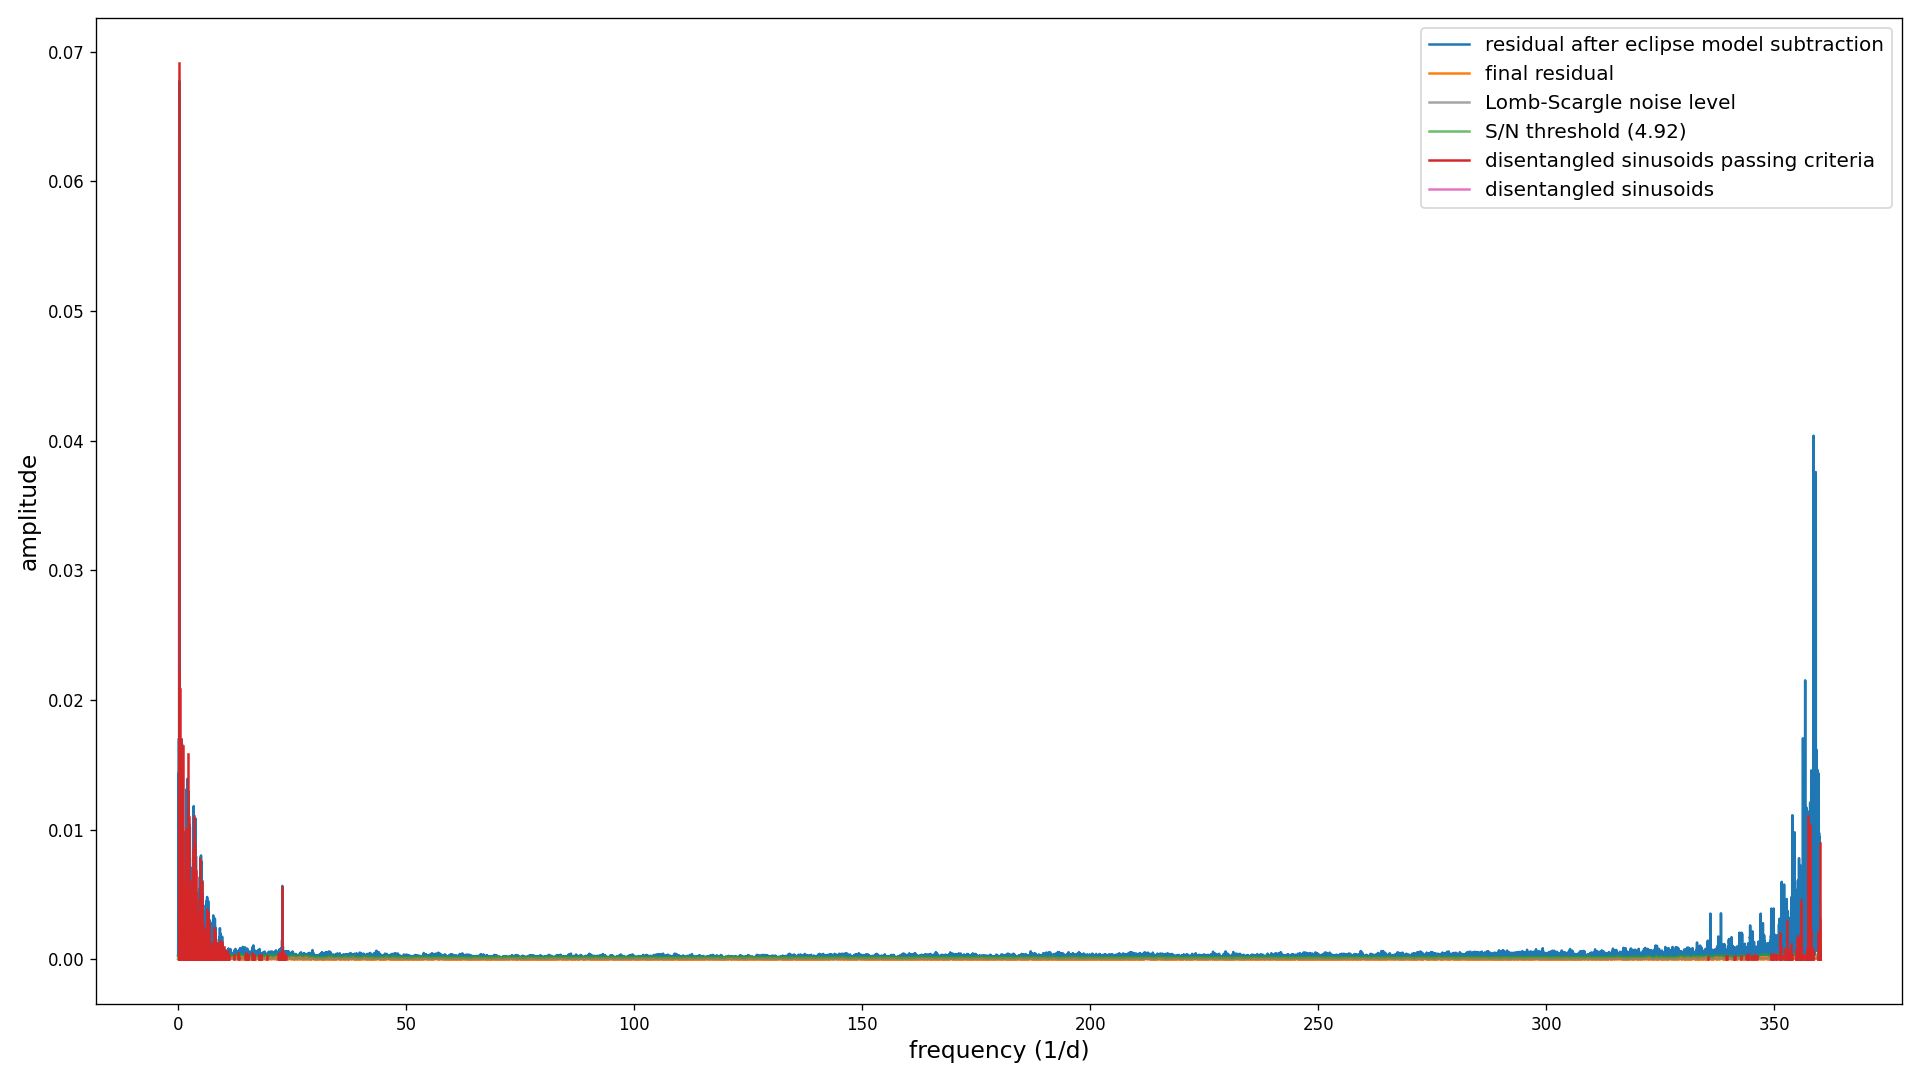 residual after eclipse model subtraction
final residual
Lomb-Scargle noise level
S/N threshold (4.92)
disentangled sinusoids passing criteria
disentangled sinusoids
0.07
0.06
0.05
0.04
0.03
0.02
0.01
0.00
amplitude
0 50 100 150 200 250 300 350
frequency (1/d)